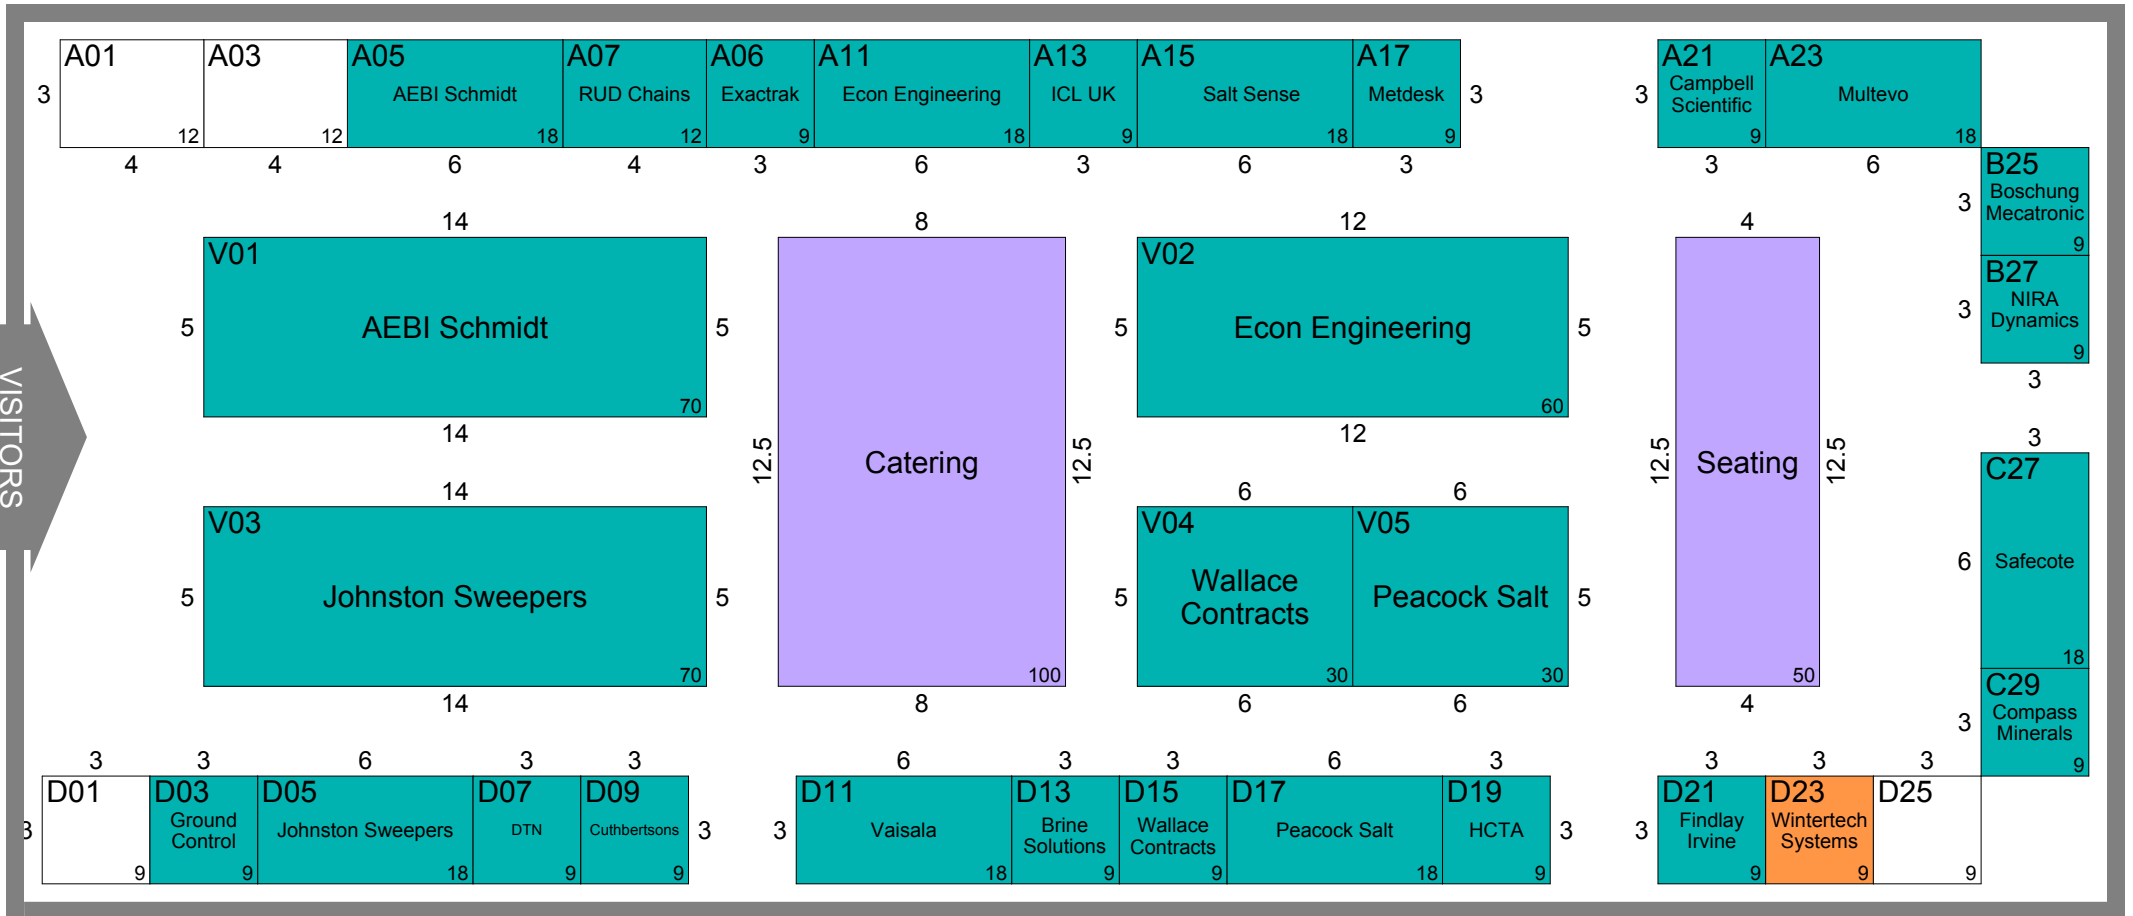 A01
A03
A05
A07
A06
A11
A13
A15
A17
A21
A23
3
AEBI Schmidt
RUD Chains
Exactrak
Econ Engineering
ICL UK
Salt Sense
Metdesk
3
3
Campbell
Scientific
Multevo
12
12
18
12
9
18
9
18
9
9
18
4
4
6
4
3
6
3
6
3
3
6
B25
Boschung
Mecatronic
3
9
14
8
12
4
V01
AEBI Schmidt
5
5
70
14
V02
Econ Engineering
5
5
60
12
B27
NIRA
Dynamics
3
9
3
VISITORS
12.5
Catering
12.5
100
8
12.5
Seating
12.5
50
4
3
C27
Safecote
6
18
14
V03
Johnston Sweepers
5
5
70
14
6
6
V04
Wallace
Contracts
5
30
6
V05
Peacock Salt
5
30
6
C29
Compass
Minerals
3
9
3
3
6
3
3
6
3
3
6
3
3
3
3
D01
D03
D05
D07
D09
D11
D13
D15
D17
D19
D21
D23
D25
3
Ground
Control
Johnston Sweepers
DTN
Cuthbertsons
3
3
Vaisala
Brine
Solutions
Wallace
Contracts
Peacock Salt
HCTA
3
3
Findlay
Irvine
Wintertech
Systems
9
9
18
9
9
18
9
9
18
9
9
9
9